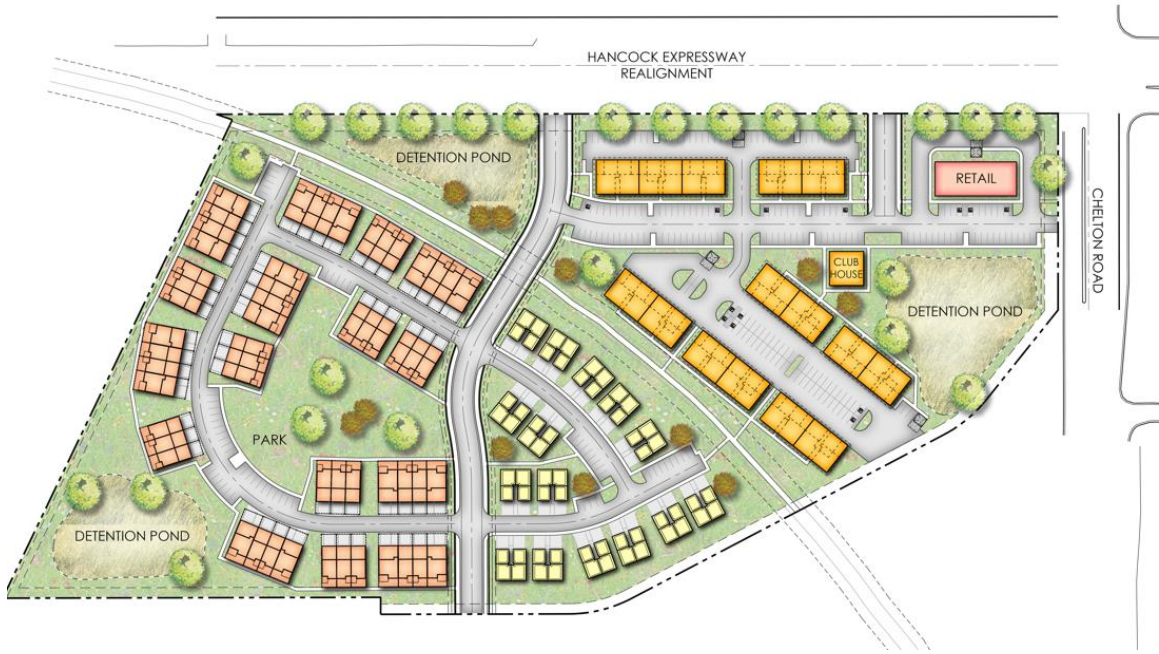 HANCOCK EXPRESSWAY
REALIGNMENT
DETENTION POND
RETAIL
CHELTON ROAD
CLUB
HOUSE
DETENTION POND
PARK
DETENTION POND